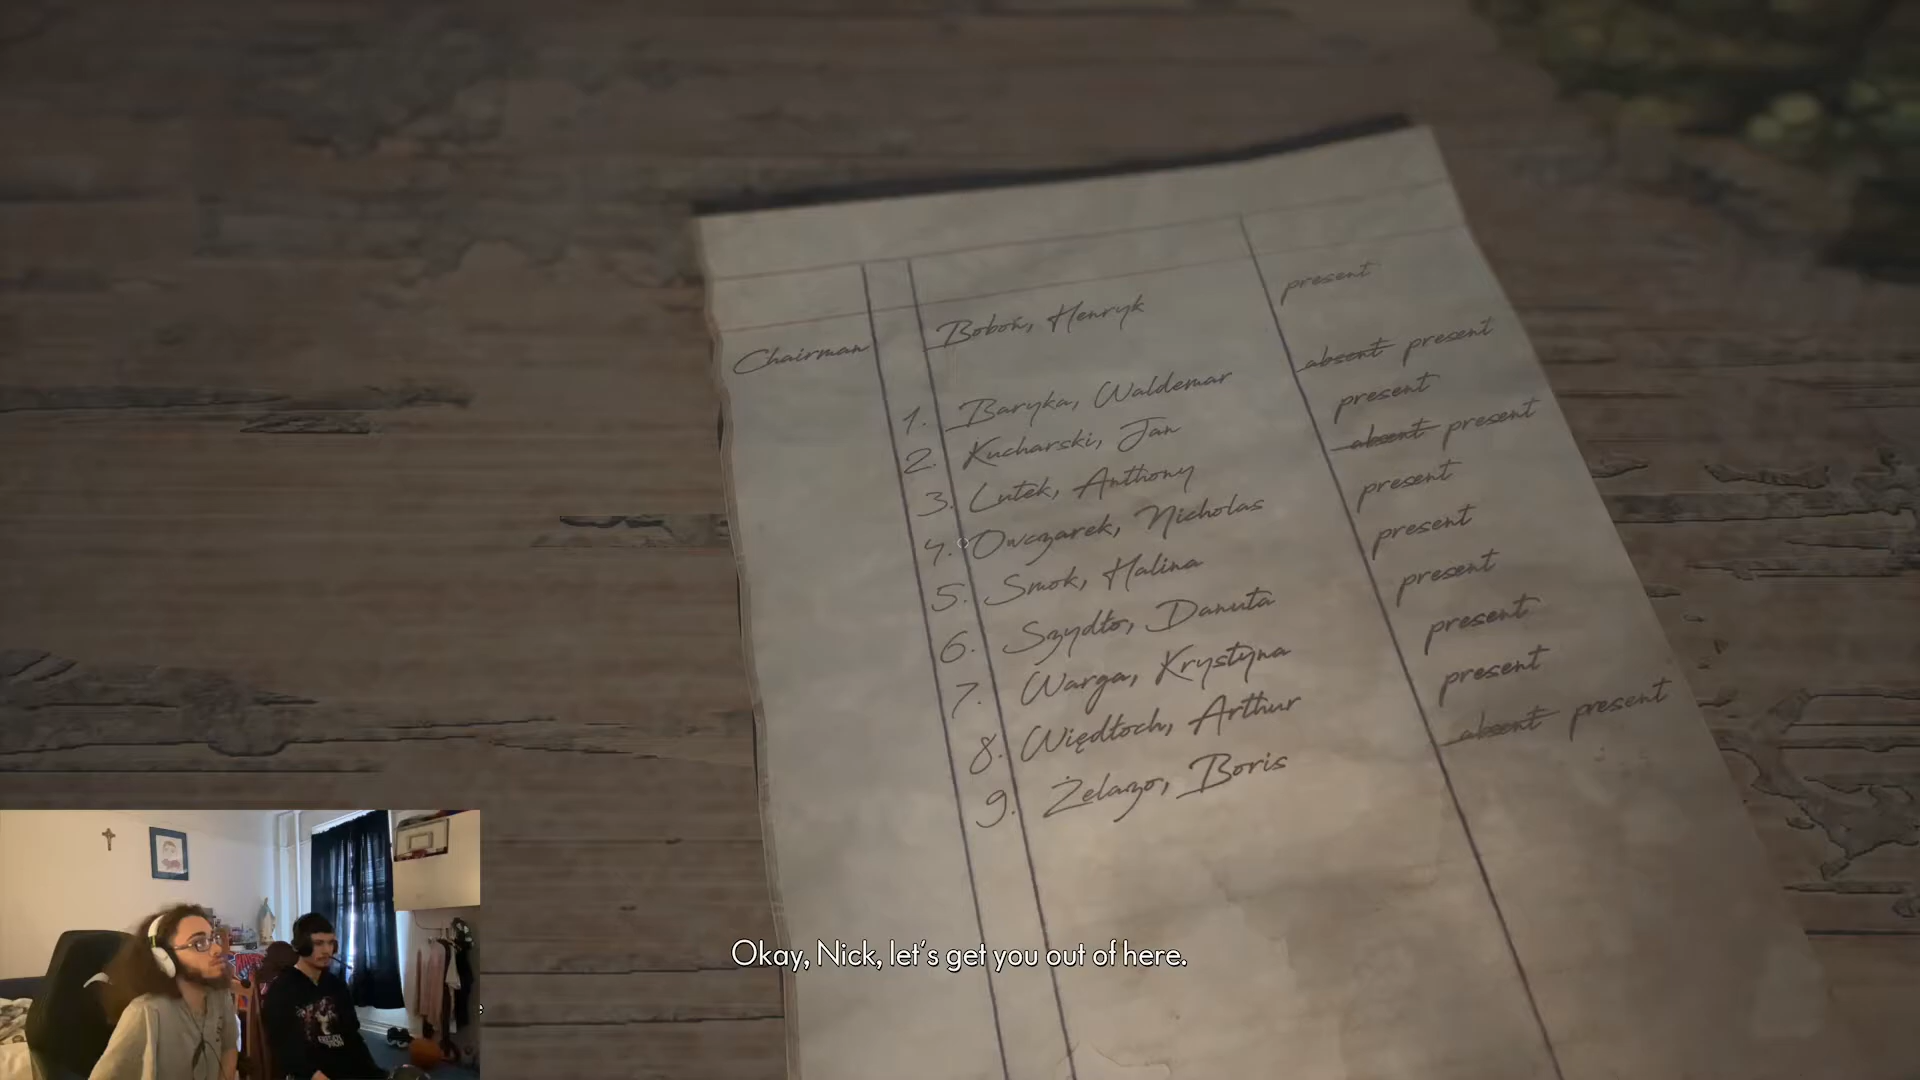 Chairman Boboń, Henryk present
1. Baryka, Waldemar absent present
2. Kucharski, Jan present
3. Lutek, Anthony absent present
4. Owczarek, Nicholas present
5. Smok, Halina present
6. Szydło, Danuta present
7. Warga, Krystyna present
8. Więdłoch, Arthur present
9. Żelazo, Boris absent present
Okay, Nick, let's get you out of here.